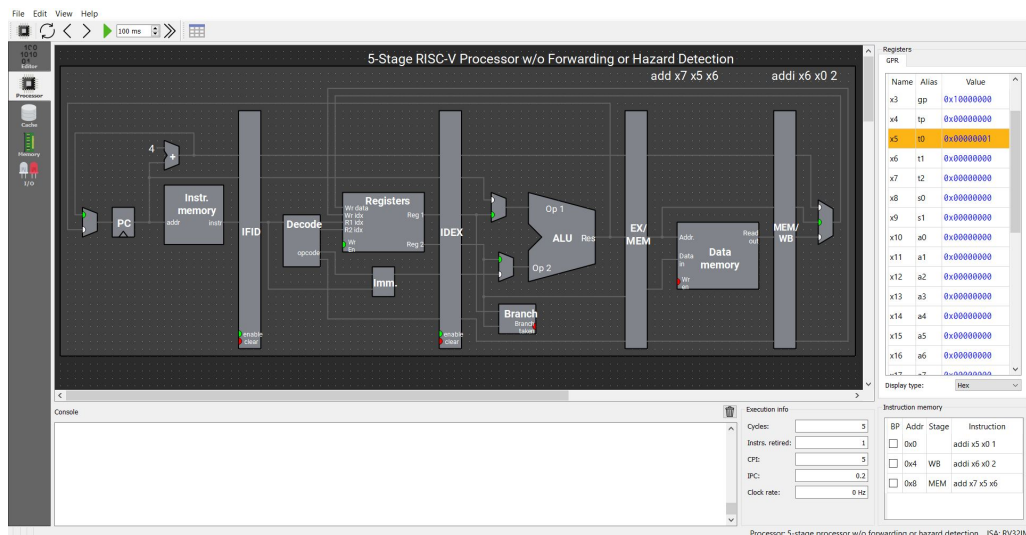 File Edit View Help
100 ms
Editor
Processor
Cache
Memory
I/O
5-Stage RISC-V Processor w/o Forwarding or Hazard Detection
add x7 x5 x6 addi x6 x0 2
4
+
PC
Instr. memory
addr instr
IFID
enable
clear
Decode
opcode
Registers
Wr data
Wr idx
R1 idx
R2 idx
Wr En
Reg 1
Reg 2
Imm.
IDEX
enable
clear
Op 1
ALU Res
Op 2
Branch
Branch taken
EX/MEM
Addr.
Data in
Wr en
Data memory
Read out
MEM/WB
Registers
GPR
Name Alias Value
x3 gp 0x10000000
x4 tp 0x00000000
x5 t0 0x00000001
x6 t1 0x00000000
x7 t2 0x00000000
x8 s0 0x00000000
x9 s1 0x00000000
x10 a0 0x00000000
x11 a1 0x00000000
x12 a2 0x00000000
x13 a3 0x00000000
x14 a4 0x00000000
x15 a5 0x00000000
x16 a6 0x00000000
x17 a7 0x00000000
Display type: Hex
Console
Execution info
Cycles: 5
Instrs. retired: 1
CPI: 5
IPC: 0.2
Clock rate: 0 Hz
Instruction memory
BP Addr Stage Instruction
0x0 addi x5 x0 1
0x4 WB addi x6 x0 2
0x8 MEM add x7 x5 x6
Processor: 5-stage processor w/o forwarding or hazard detection ISA: RV32IM